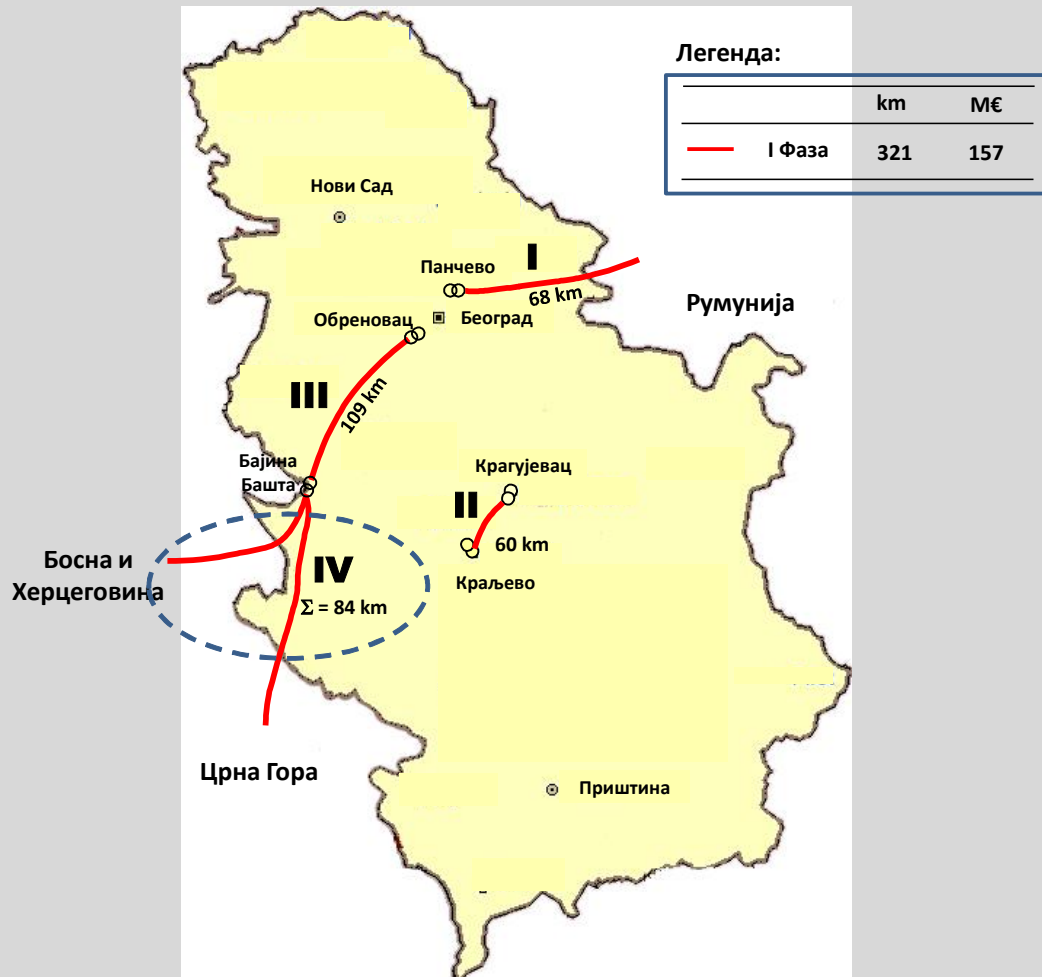 Легенда:
km M€
I Фаза 321 157
Нови Сад
I
Панчево
68 km
Румунија
Обреновац
Београд
III
109 km
Бајина
Башта
Крагујевац
II
60 km
Краљево
Босна и
Херцеговина
IV
Σ = 84 km
Црна Гора
Приштина